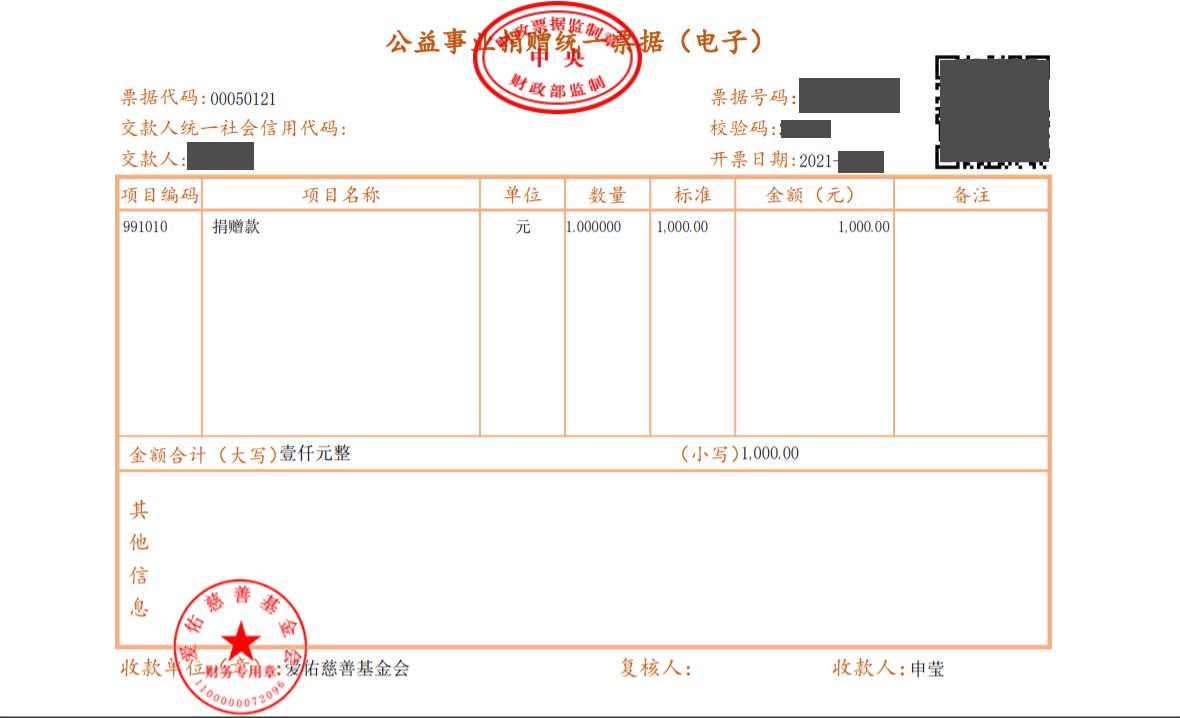 公益事业捐赠统一票据（电子）
财政票据监制章
中央
财政部监制
票据代码:00050121
票据号码:
交款人统一社会信用代码:
校验码:
交款人:
开票日期:2021-
项目编码 项目名称 单位 数量 标准 金额（元） 备注
991010 捐赠款 元 1.000000 1,000.00 1,000.00
金额合计（大写)壹仟元整 （小写)1,000.00
其
他
信
息
爱佑慈善基金会
财务专用章
1100000072096
收款单位（章）:爱佑慈善基金会 复核人: 收款人:申莹